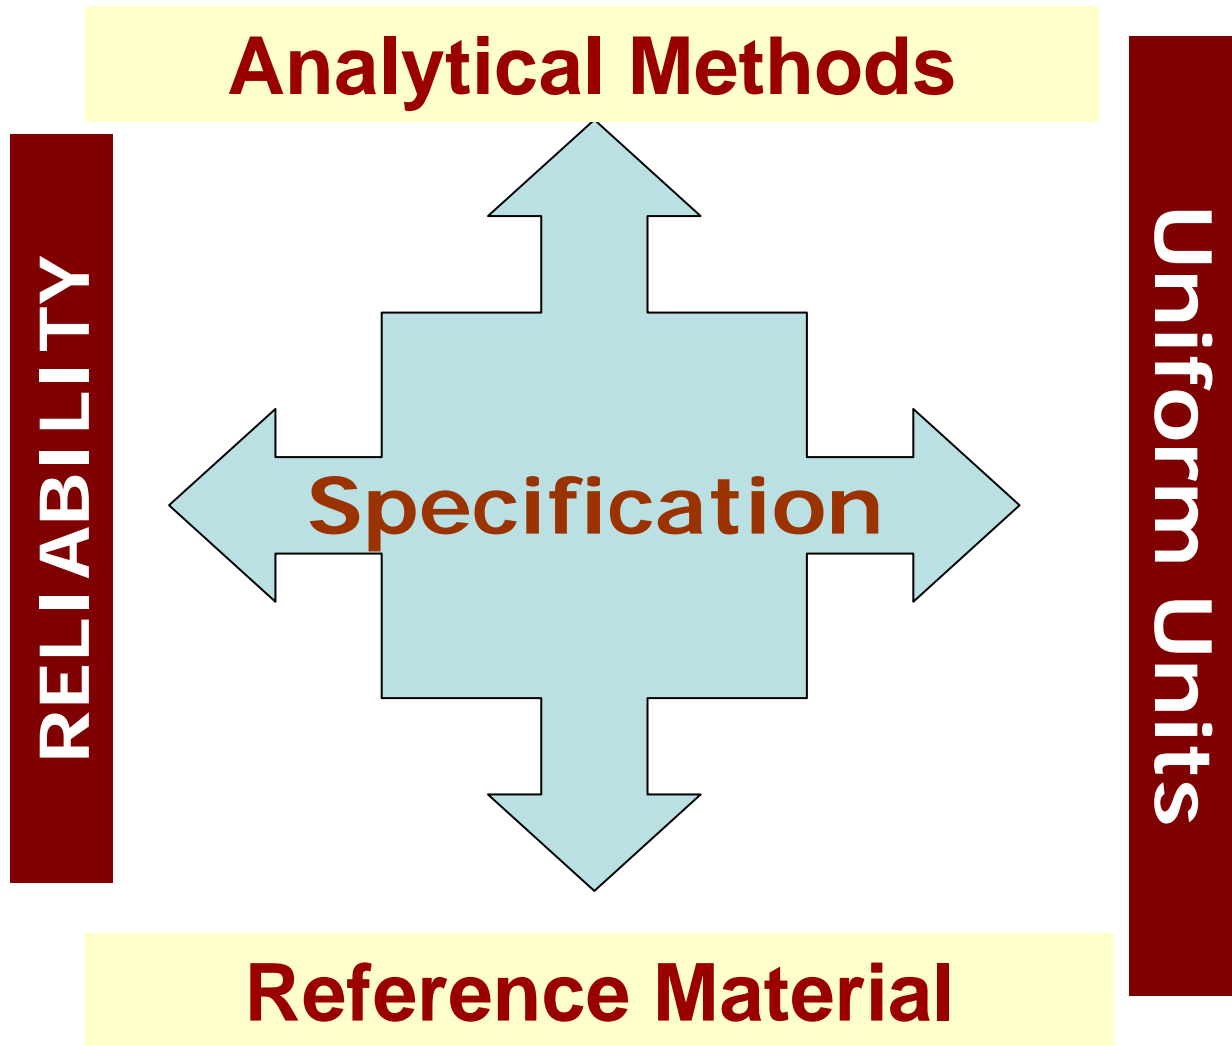 Analytical Methods
RELIABILITY
Specification
Uniform Units
Reference Material